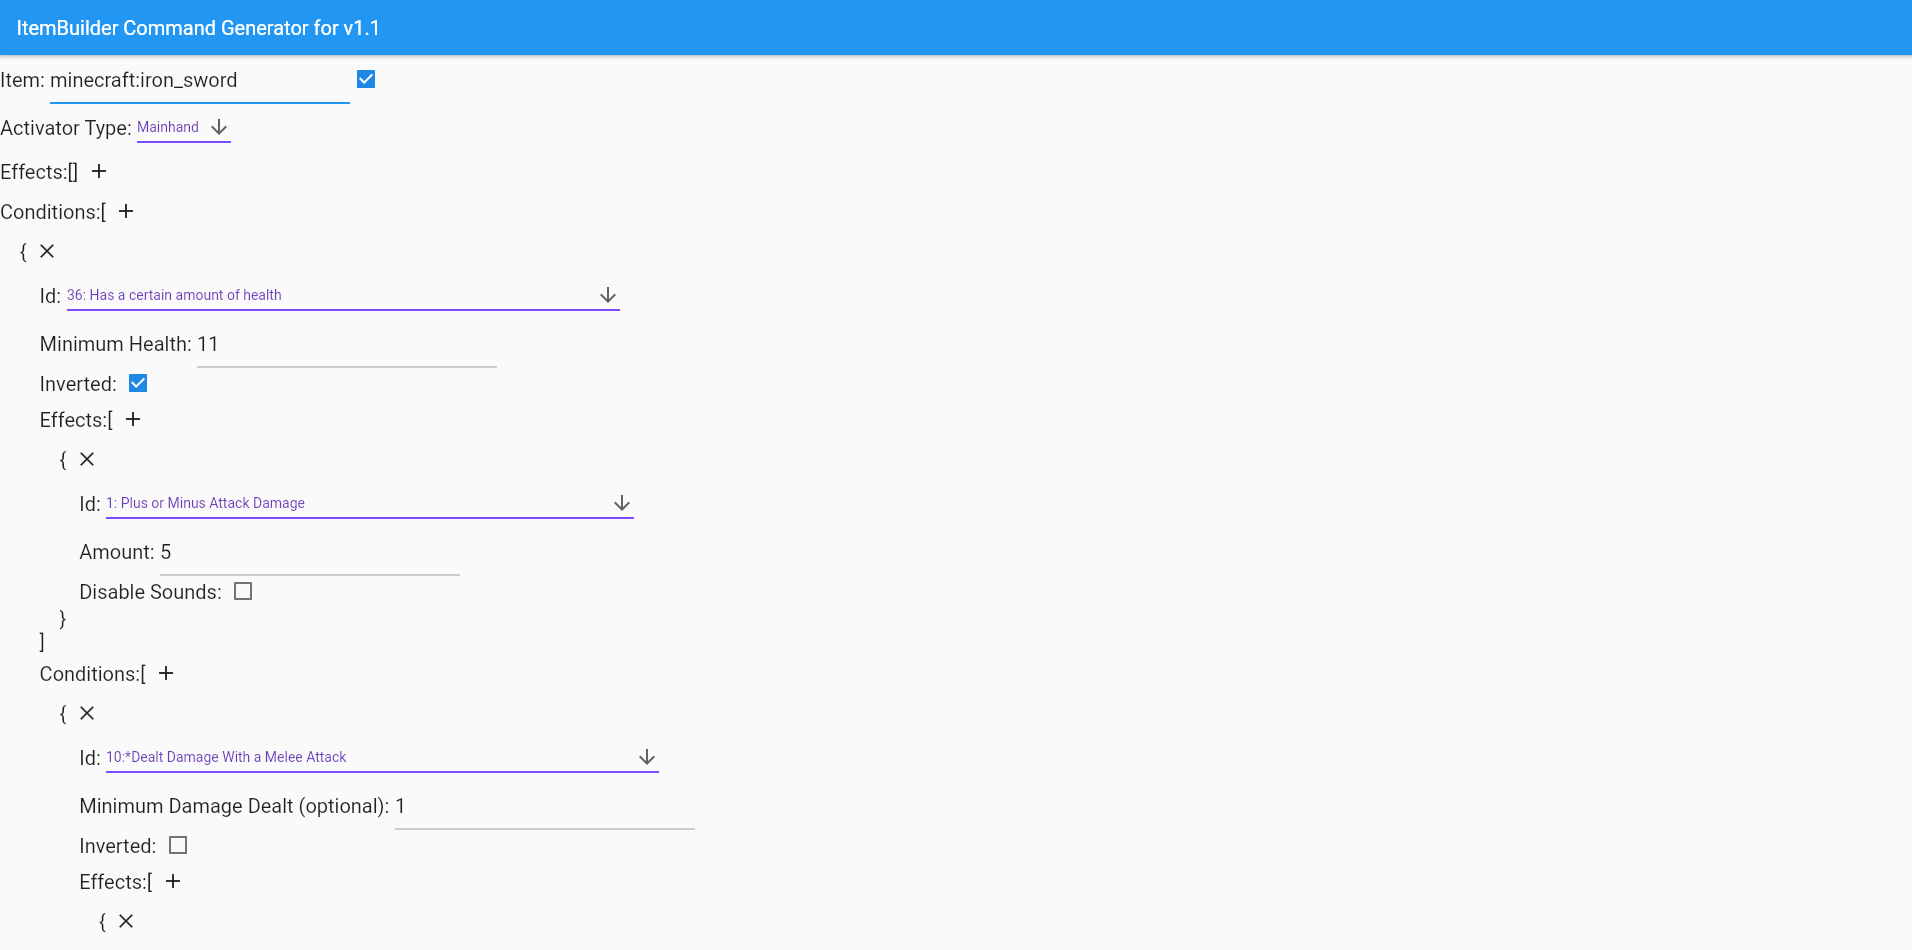 ItemBuilder Command Generator for v1.1
Item: minecraft:iron_sword
Activator Type: Mainhand
Effects:[] +
Conditions:[ +
{ ×
Id: 36: Has a certain amount of health
Minimum Health: 11
Inverted:
Effects:[ +
{ ×
Id: 1: Plus or Minus Attack Damage
Amount: 5
Disable Sounds:
}
]
Conditions:[ +
{ ×
Id: 10:*Dealt Damage With a Melee Attack
Minimum Damage Dealt (optional): 1
Inverted:
Effects:[ +
{ ×